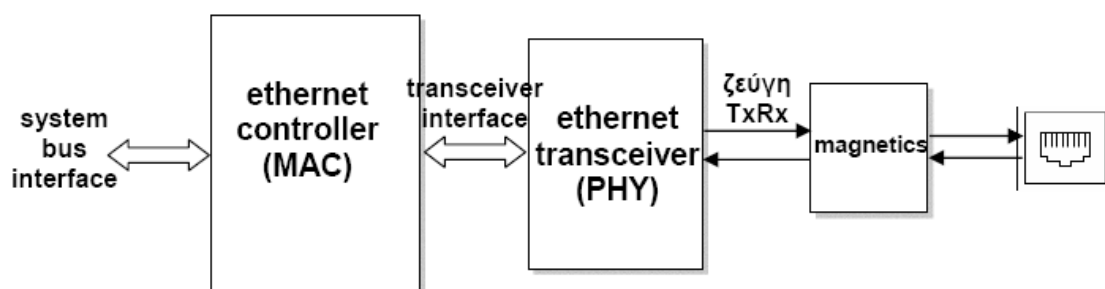 system
bus
interface
ethernet
controller
(MAC)
transceiver
interface
ethernet
transceiver
(PHY)
ζεύγη
TxRx
magnetics